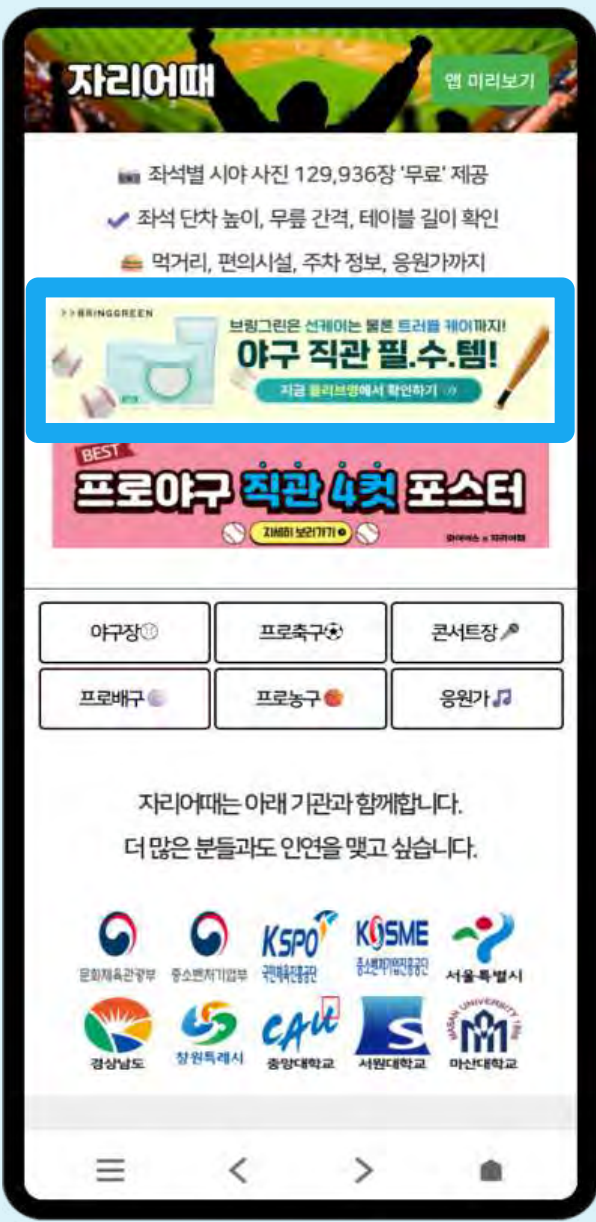 자리어때
앱 미리보기
좌석별 시야 사진 129,936장 '무료' 제공
좌석 단차 높이, 무릎 간격, 테이블 길이 확인
먹거리, 편의시설, 주차 정보, 응원가까지
>>BRINGGREEN
브링그린은 선케어는 물론 트러블 케어까지!
야구 직관 필.수.템!
지금 올리브영에서 확인하기
BEST
프로야구 직관 4컷 포스터
자세히 보러가기
x 자리어때
야구장 프로축구 콘서트장
프로배구 프로농구 응원가
자리어때는 아래 기관과 함께합니다.
더 많은 분들과도 인연을 맺고 싶습니다.
문화체육관광부 중소벤처기업부 KSPO 국민체육진흥공단 KOSME 중소벤처기업진흥공단 서울특별시
경상남도 창원특례시 CAU 중앙대학교 S 서원대학교 MASAN UNIVERSITY 마산대학교